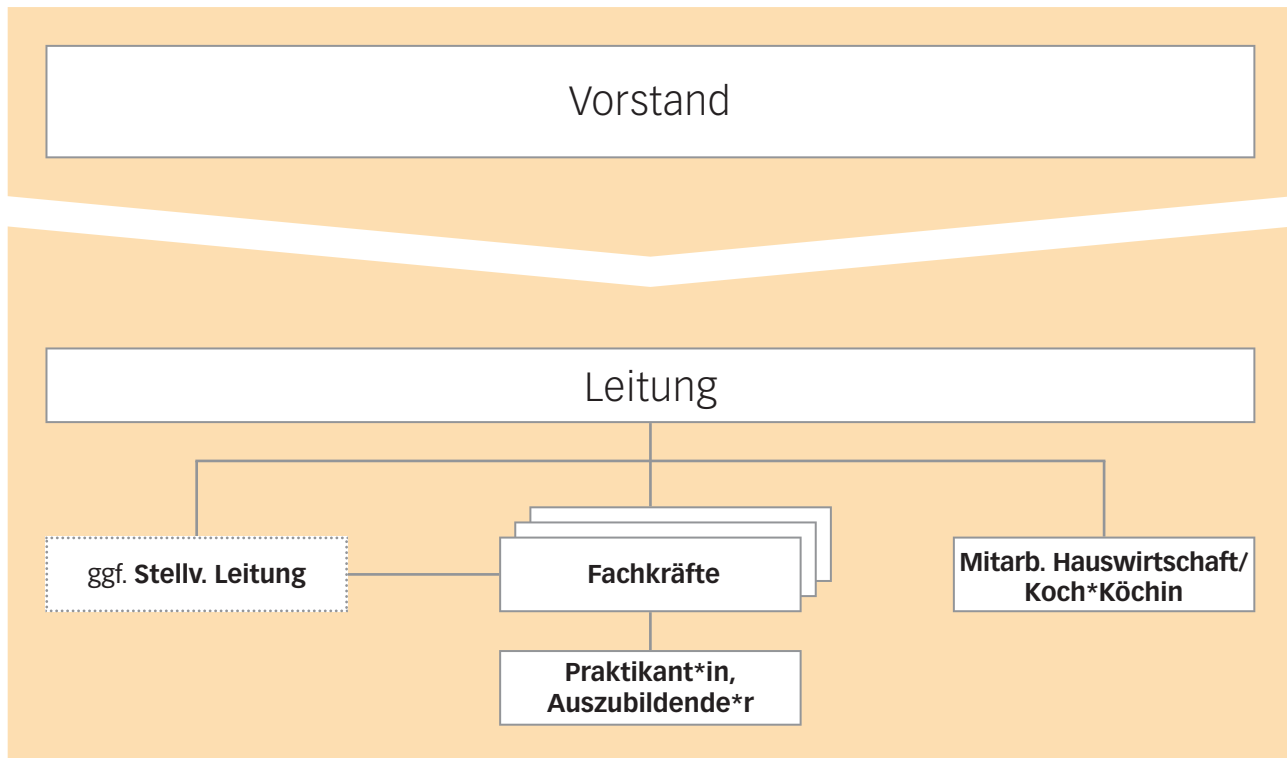 Vorstand
Leitung
ggf. Stellv. Leitung
Fachkräfte
Mitarb. Hauswirtschaft/
Koch*Köchin
Praktikant*in,
Auszubildende*r